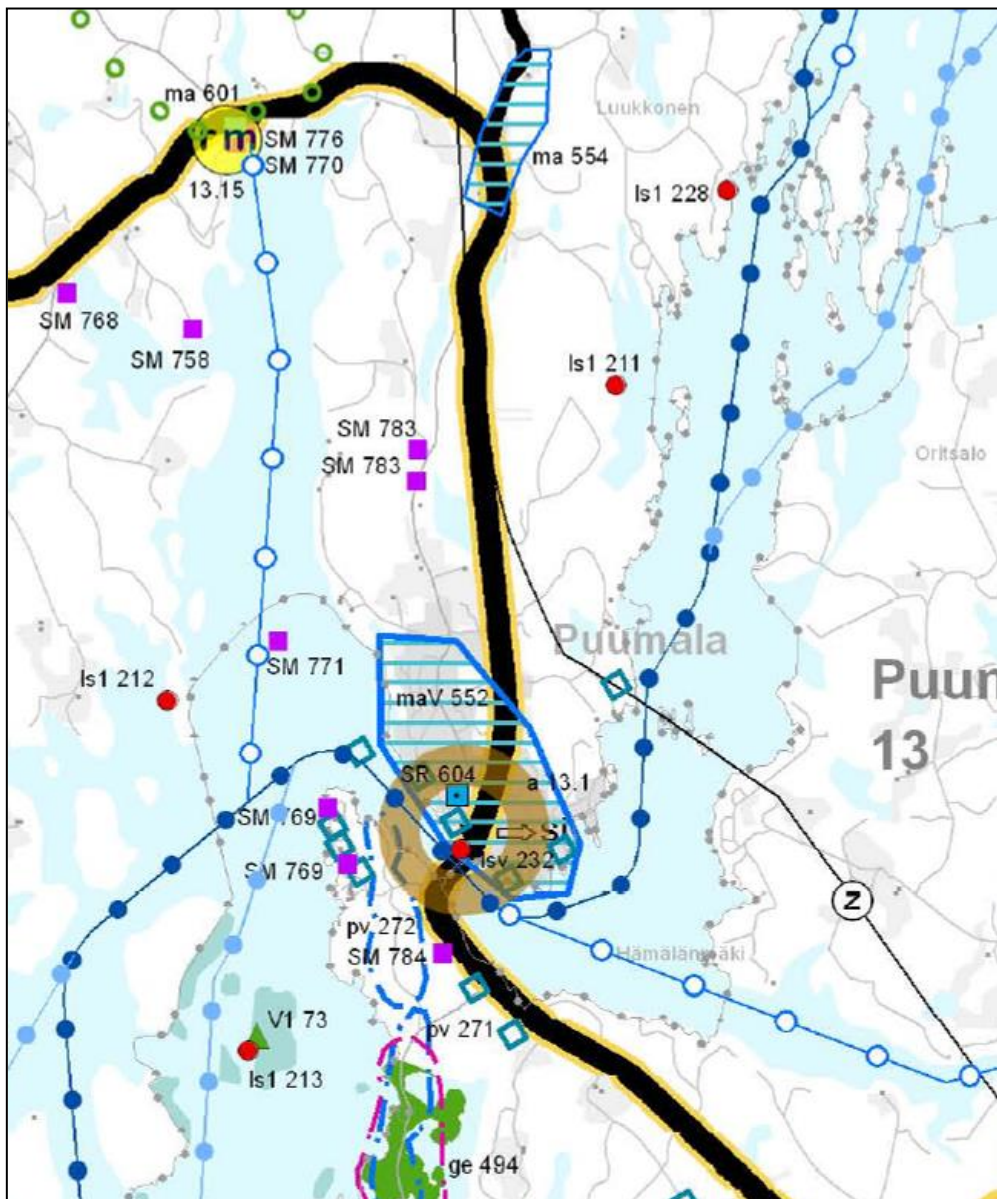 ma 601
Luukkonen
r m
SM 776
SM 770
ma 554
13.15
ls1 228
SM 768
SM 758
ls1 211
SM 783
SM 783
Oritsalo
Puumala
SM 771
ls1 212
maV 552
Puun
13
SR 604
a 13.1
SM 769
SM 769
lsv 232
Z
pv 272
SM 784
Hämälänmäki
V1 73
pv 271
ls1 213
ge 494